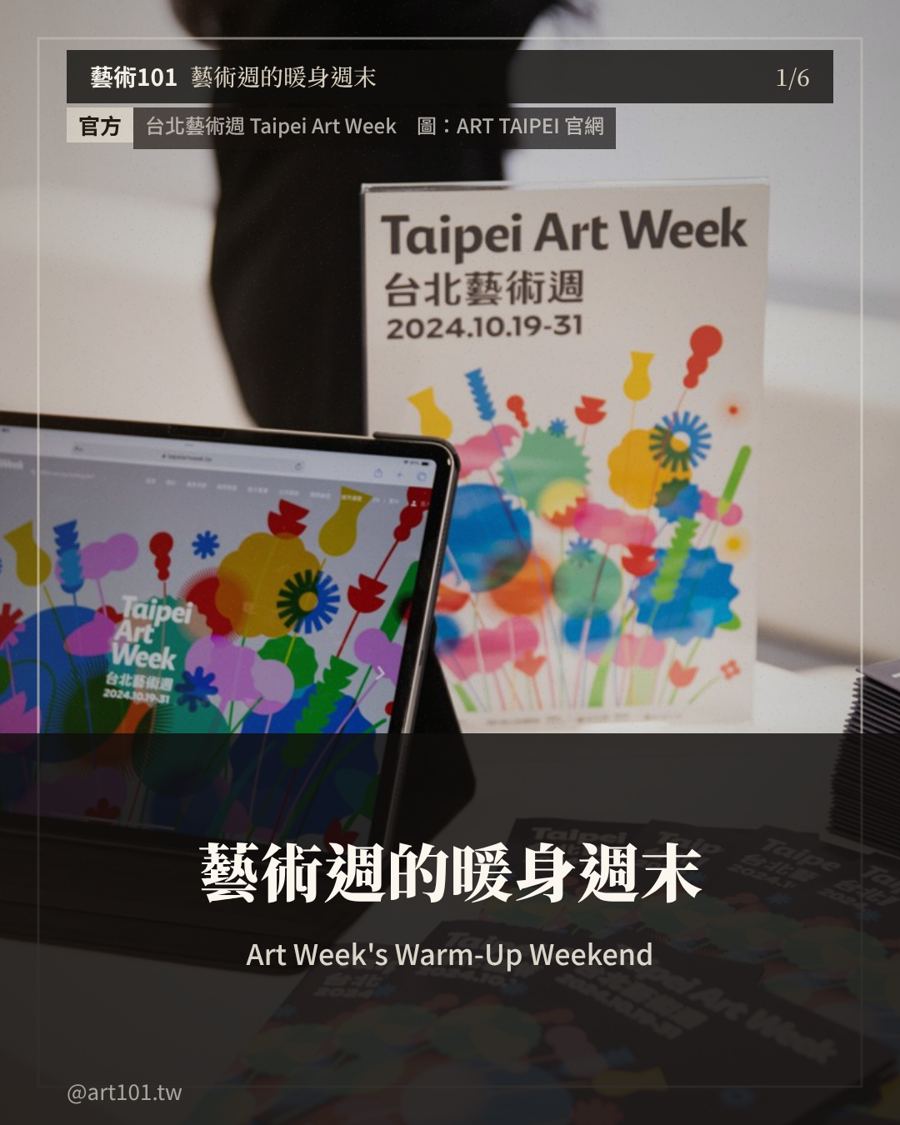 藝術101 藝術週的暖身週末 1/6
官方 台北藝術週 Taipei Art Week 圖：ART TAIPEI 官網
Taipei Art Week
台北藝術週
2024.10.19-31
Taipei
Art
Week
台北藝術週
2024.10.19-31
藝術週的暖身週末
Art Week's Warm-Up Weekend
@art101.tw